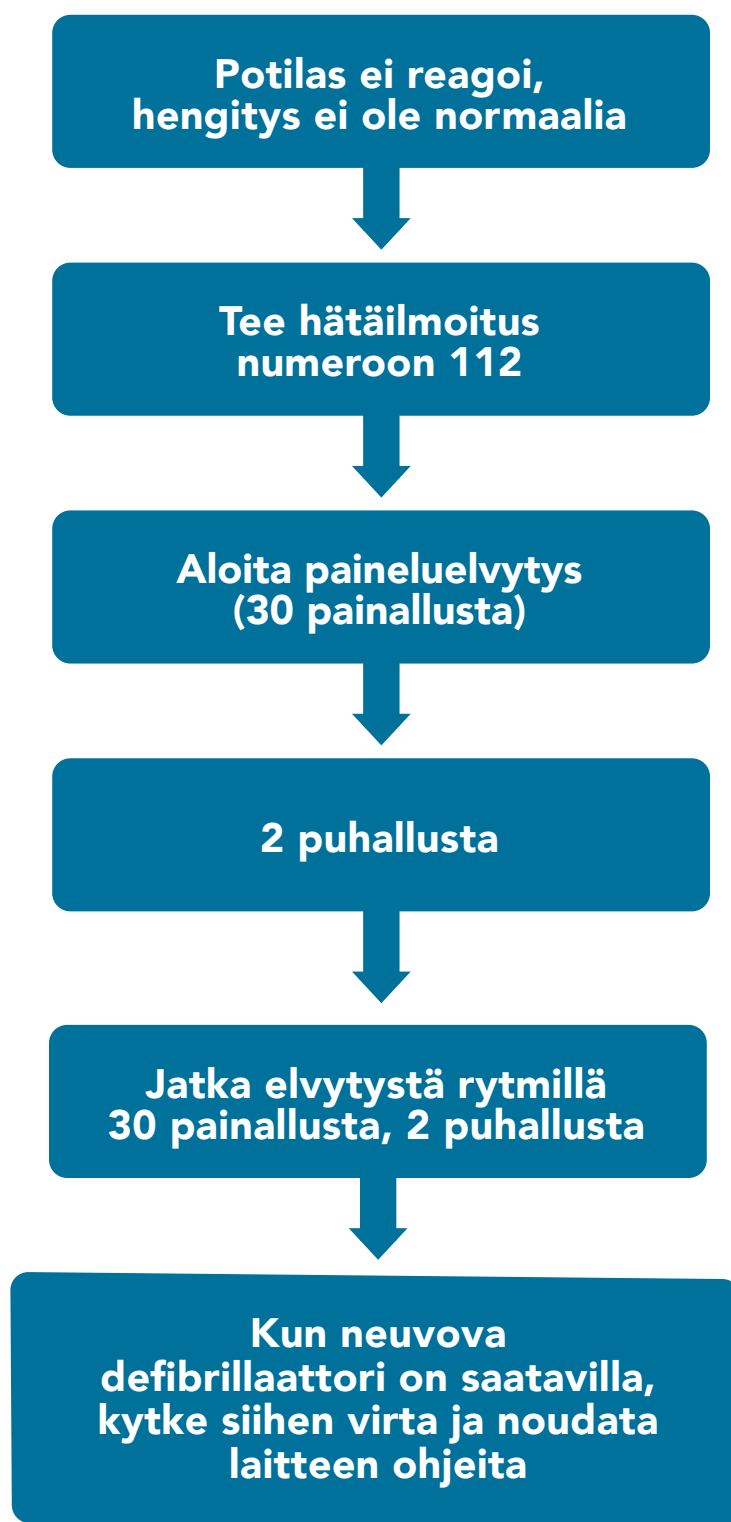 Potilas ei reagoi,
hengitys ei ole normaalia
Tee hätäilmoitus
numeroon 112
Aloita paineluelvytys
(30 painallusta)
2 puhallusta
Jatka elvytystä rytmillä
30 painallusta, 2 puhallusta
Kun neuvova
defibrillaattori on saatavilla,
kytke siihen virta ja noudata
laitteen ohjeita